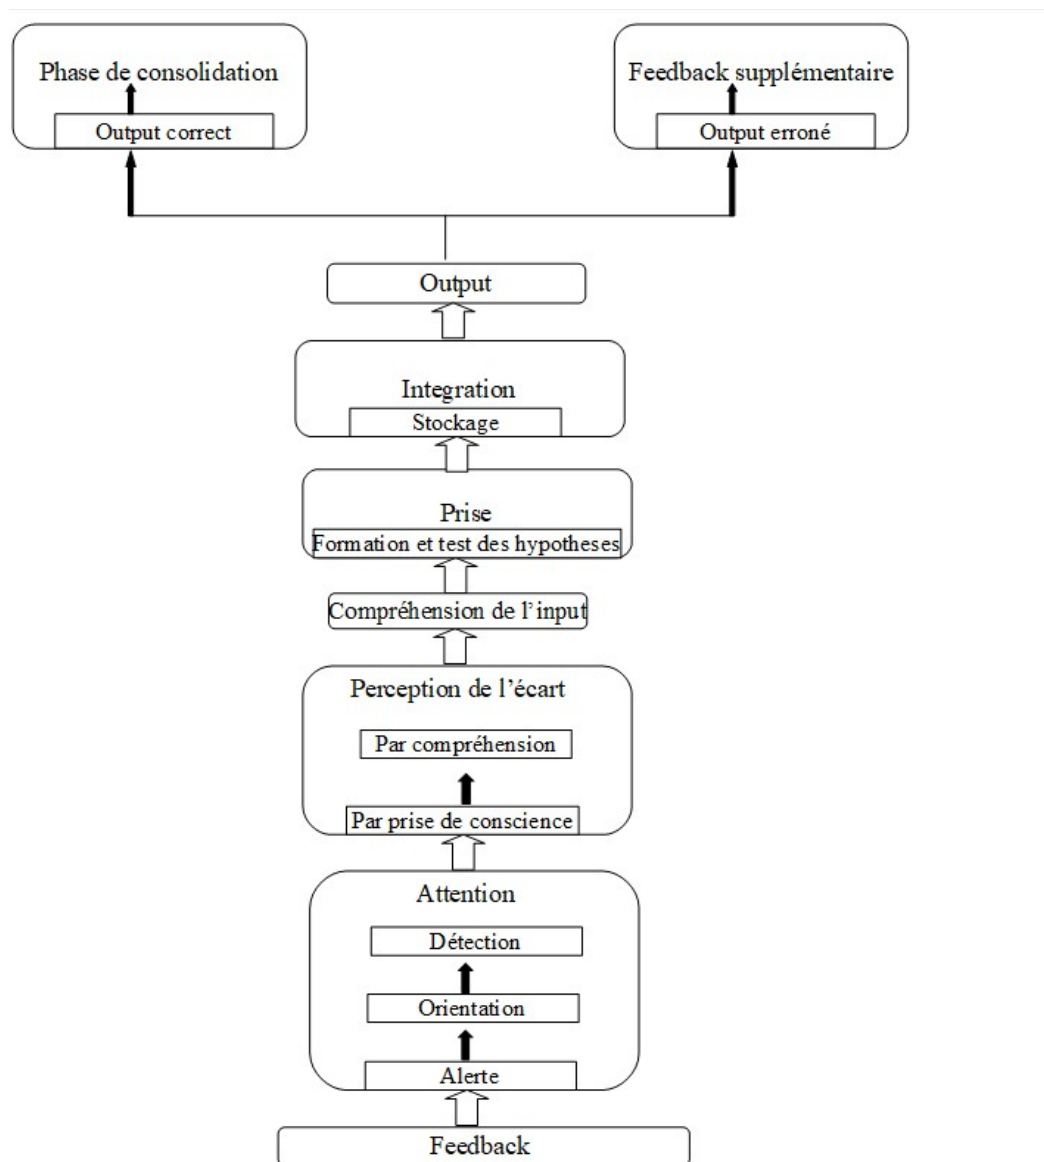 Phase de consolidation
Feedback supplémentaire
Output correct
Output erroné
Output
Integration
Stockage
Prise
Formation et test des hypotheses
Compréhension de l’input
Perception de l’écart
Par compréhension
Par prise de conscience
Attention
Détection
Orientation
Alerte
Feedback